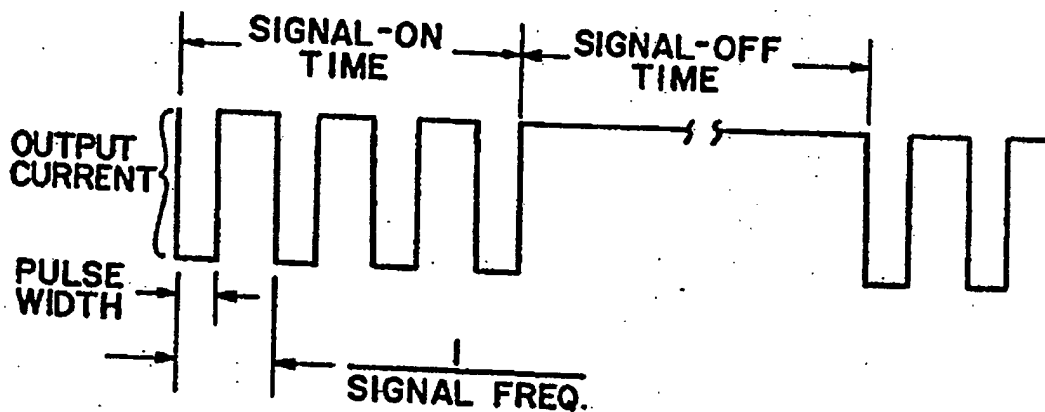 SIGNAL-ON
TIME
SIGNAL-OFF
TIME
OUTPUT
CURRENT
PULSE
WIDTH
1
SIGNAL FREQ.